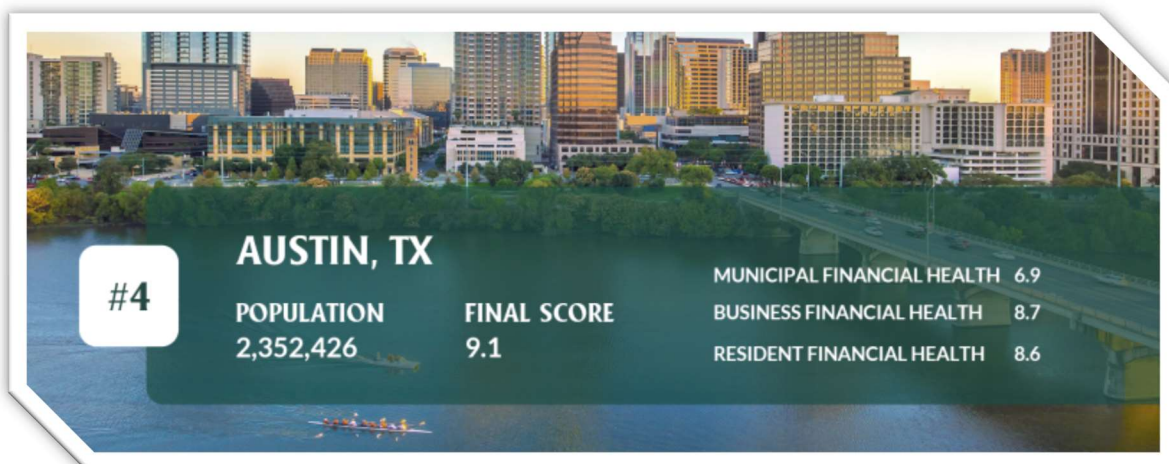 #4
AUSTIN, TX
POPULATION
2,352,426
FINAL SCORE
9.1
MUNICIPAL FINANCIAL HEALTH 6.9
BUSINESS FINANCIAL HEALTH 8.7
RESIDENT FINANCIAL HEALTH 8.6